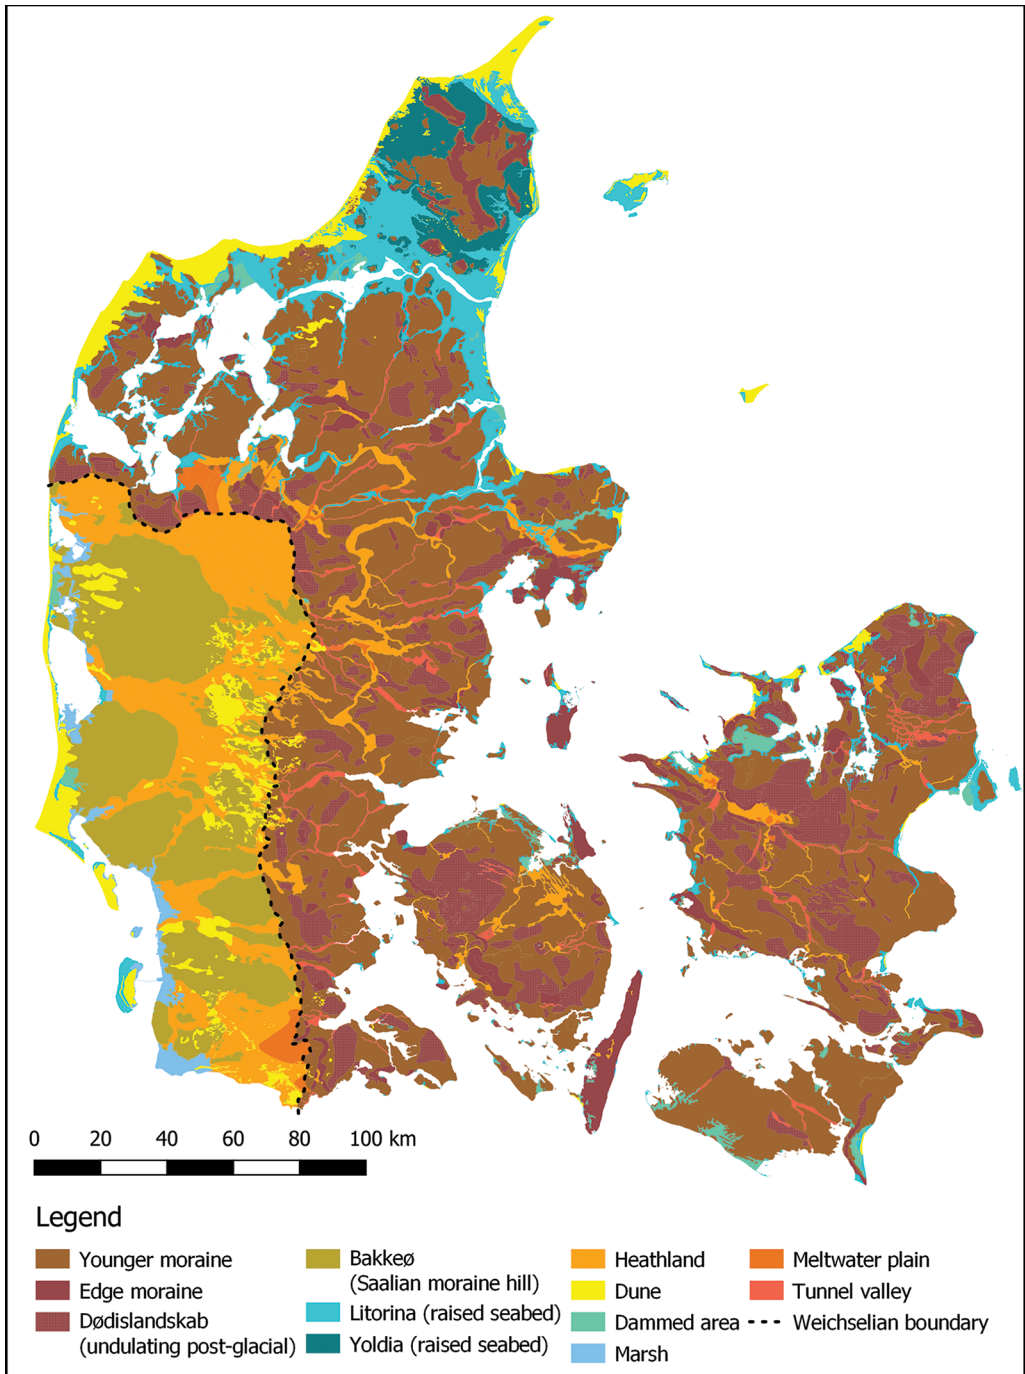 0 20 40 60 80 100 km
Legend
Younger moraine
Edge moraine
Dødislandskab
(undulating post-glacial)
Bakkeø
(Saalian moraine hill)
Litorina (raised seabed)
Yoldia (raised seabed)
Heathland
Dune
Dammed area
Marsh
Meltwater plain
Tunnel valley
Weichselian boundary